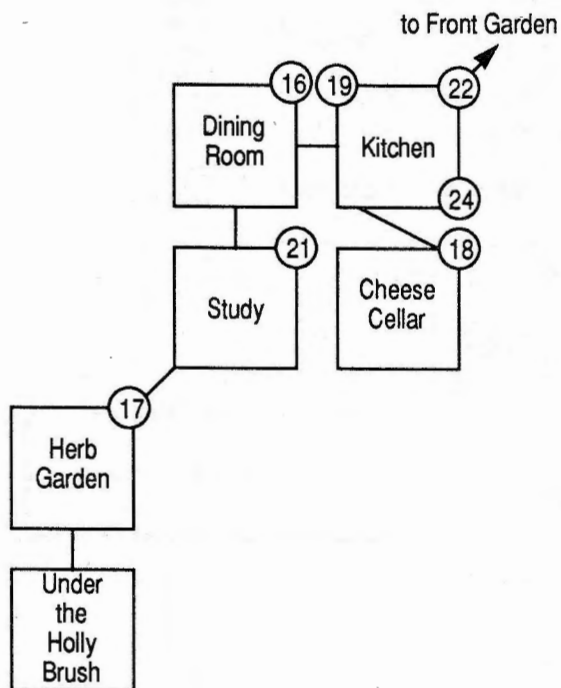 to Front Garden
16
19
22
Dining
Room
Kitchen
24
21
18
Study
Cheese
Cellar
17
Herb
Garden
Under
the
Holly
Brush